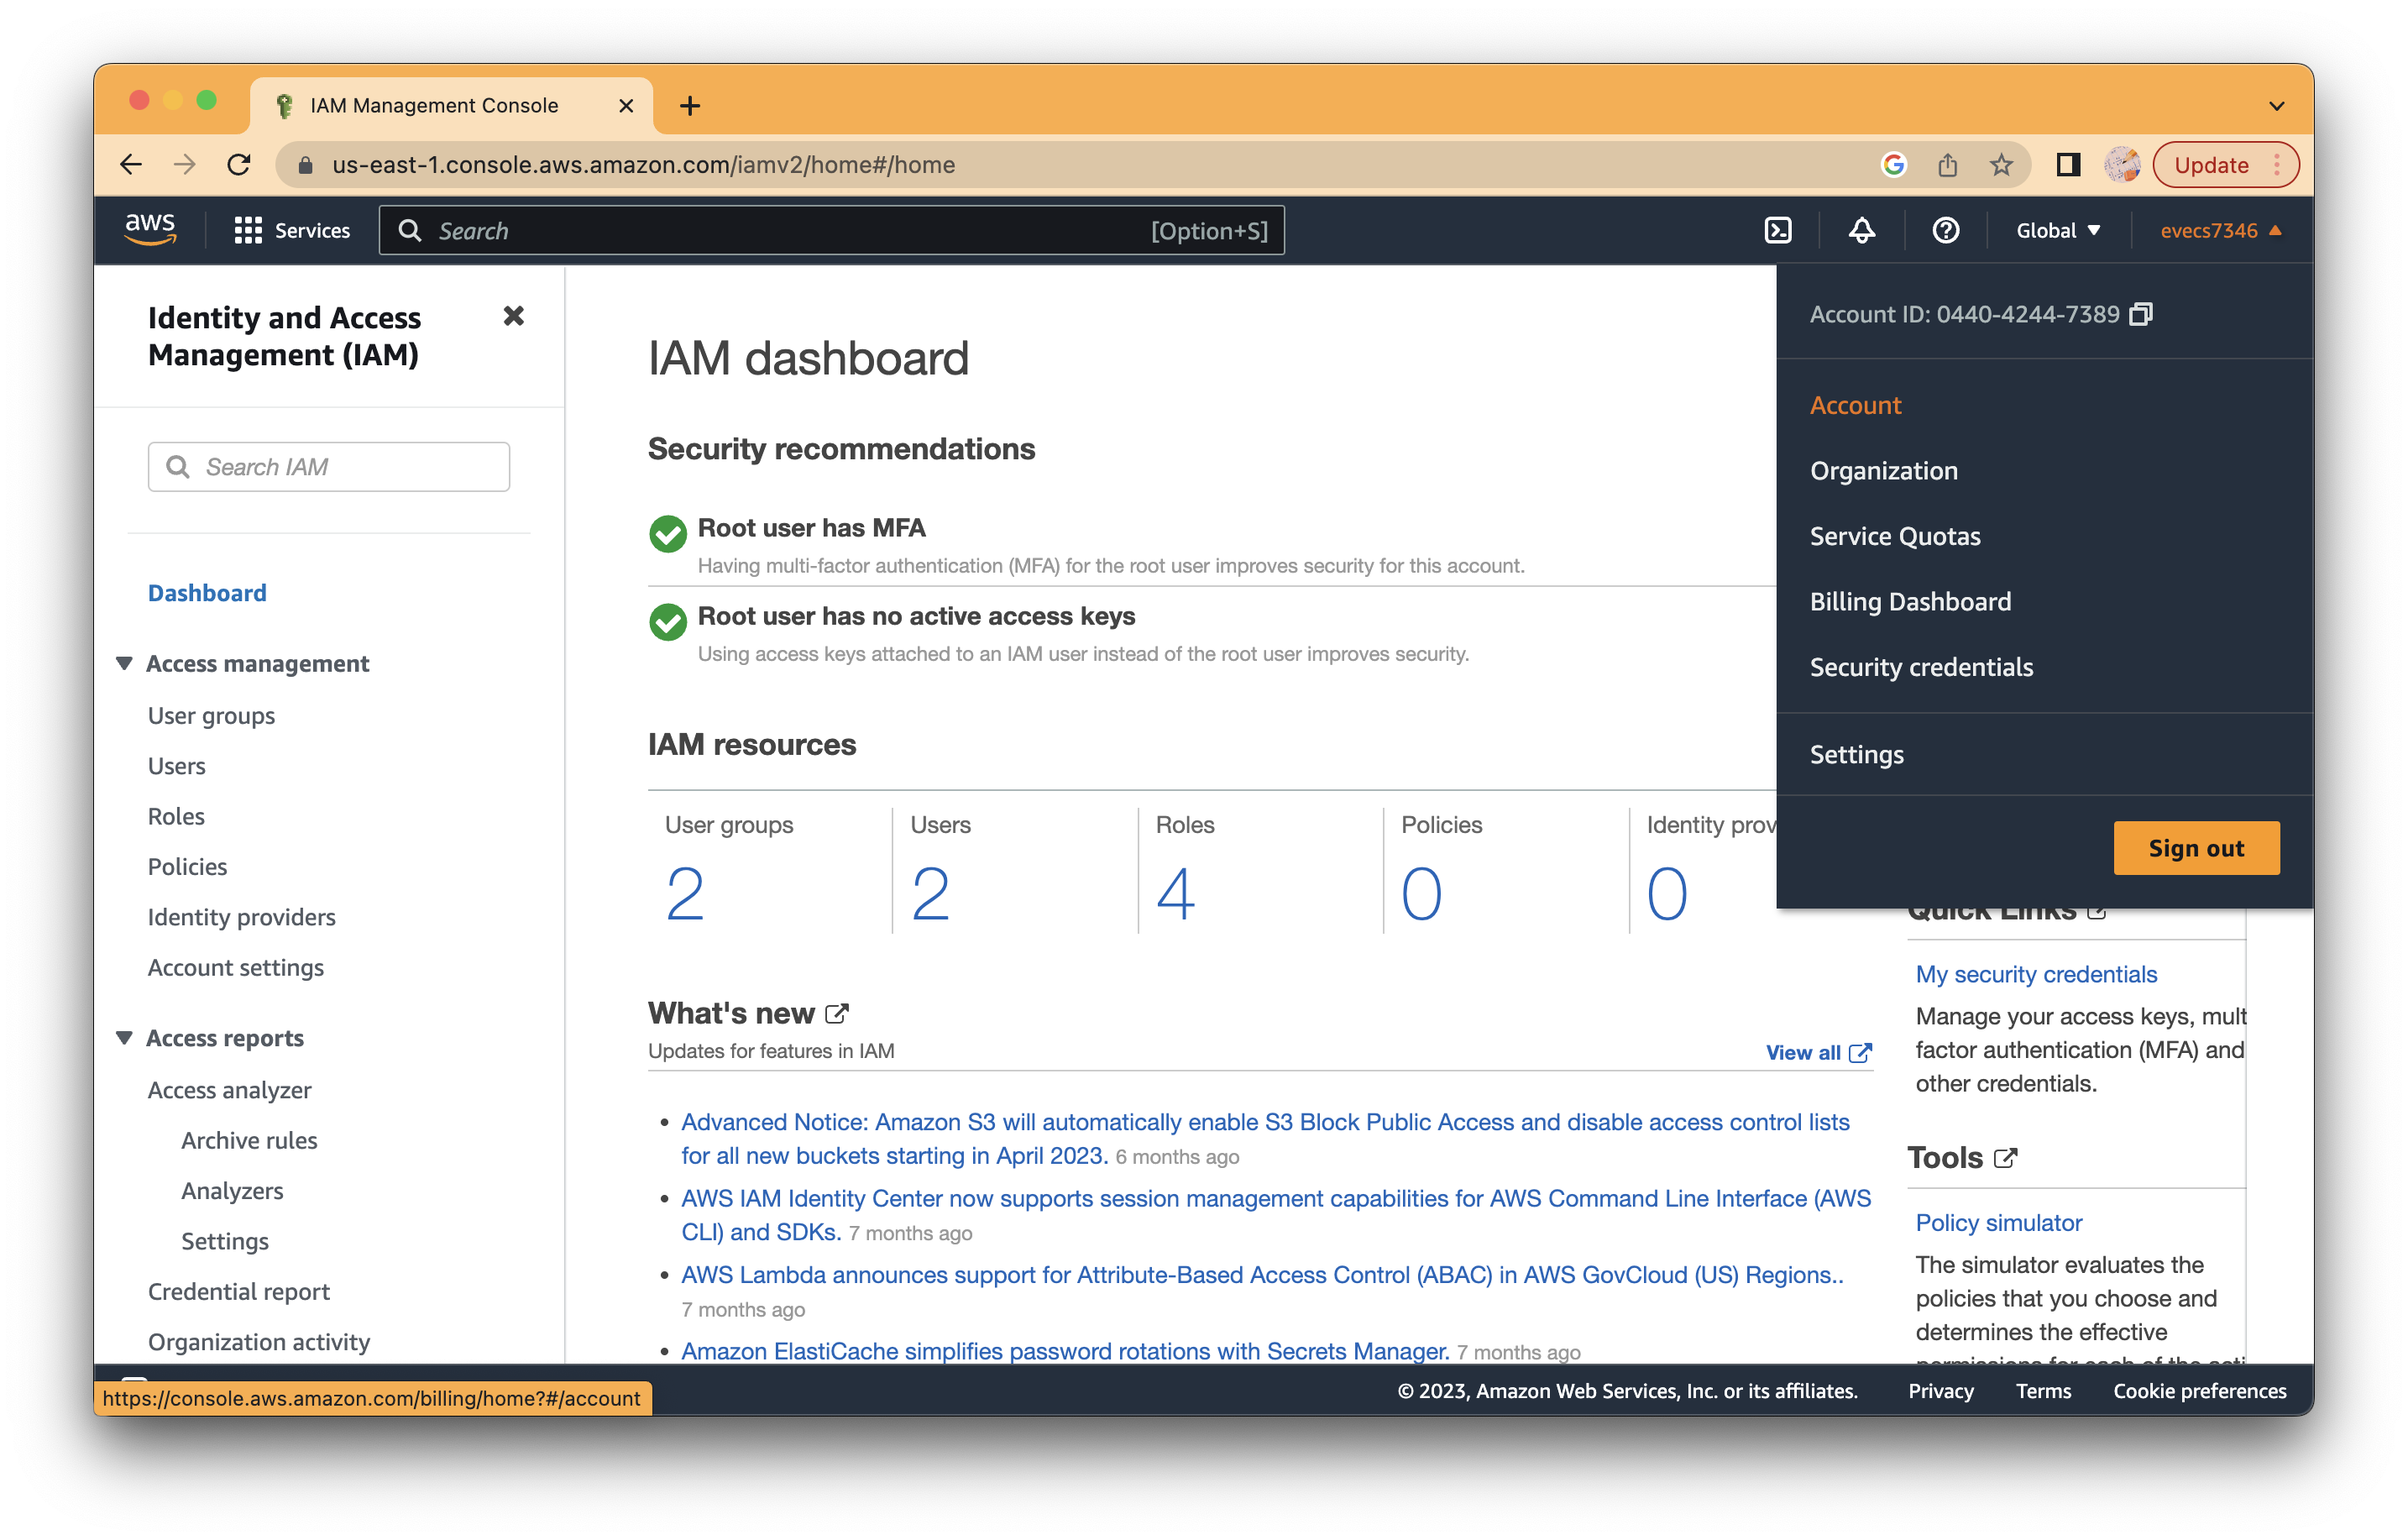 IAM Management Console
us-east-1.console.aws.amazon.com/iamv2/home#/home
Update
aws
Services
Search
[Option+S]
Global
evecs7346
Identity and Access
Management (IAM)
Search IAM
Dashboard
Access management
User groups
Users
Roles
Policies
Identity providers
Account settings
Access reports
Access analyzer
Archive rules
Analyzers
Settings
Credential report
Organization activity
IAM dashboard
Security recommendations
Root user has MFA
Having multi-factor authentication (MFA) for the root user improves security for this account.
Root user has no active access keys
Using access keys attached to an IAM user instead of the root user improves security.
IAM resources
User groups
2
Users
2
Roles
4
Policies
0
Identity prov
0
What's new
Updates for features in IAM
View all
Advanced Notice: Amazon S3 will automatically enable S3 Block Public Access and disable access control lists
for all new buckets starting in April 2023. 6 months ago
AWS IAM Identity Center now supports session management capabilities for AWS Command Line Interface (AWS
CLI) and SDKs. 7 months ago
AWS Lambda announces support for Attribute-Based Access Control (ABAC) in AWS GovCloud (US) Regions..
7 months ago
Amazon ElastiCache simplifies password rotations with Secrets Manager. 7 months ago
Account ID: 0440-4244-7389
Account
Organization
Service Quotas
Billing Dashboard
Security credentials
Settings
Sign out
Quick Links
My security credentials
Manage your access keys, mult
factor authentication (MFA) and
other credentials.
Tools
Policy simulator
The simulator evaluates the
policies that you choose and
determines the effective
permissions for each of the acti
https://console.aws.amazon.com/billing/home?#/account
© 2023, Amazon Web Services, Inc. or its affiliates.
Privacy
Terms
Cookie preferences